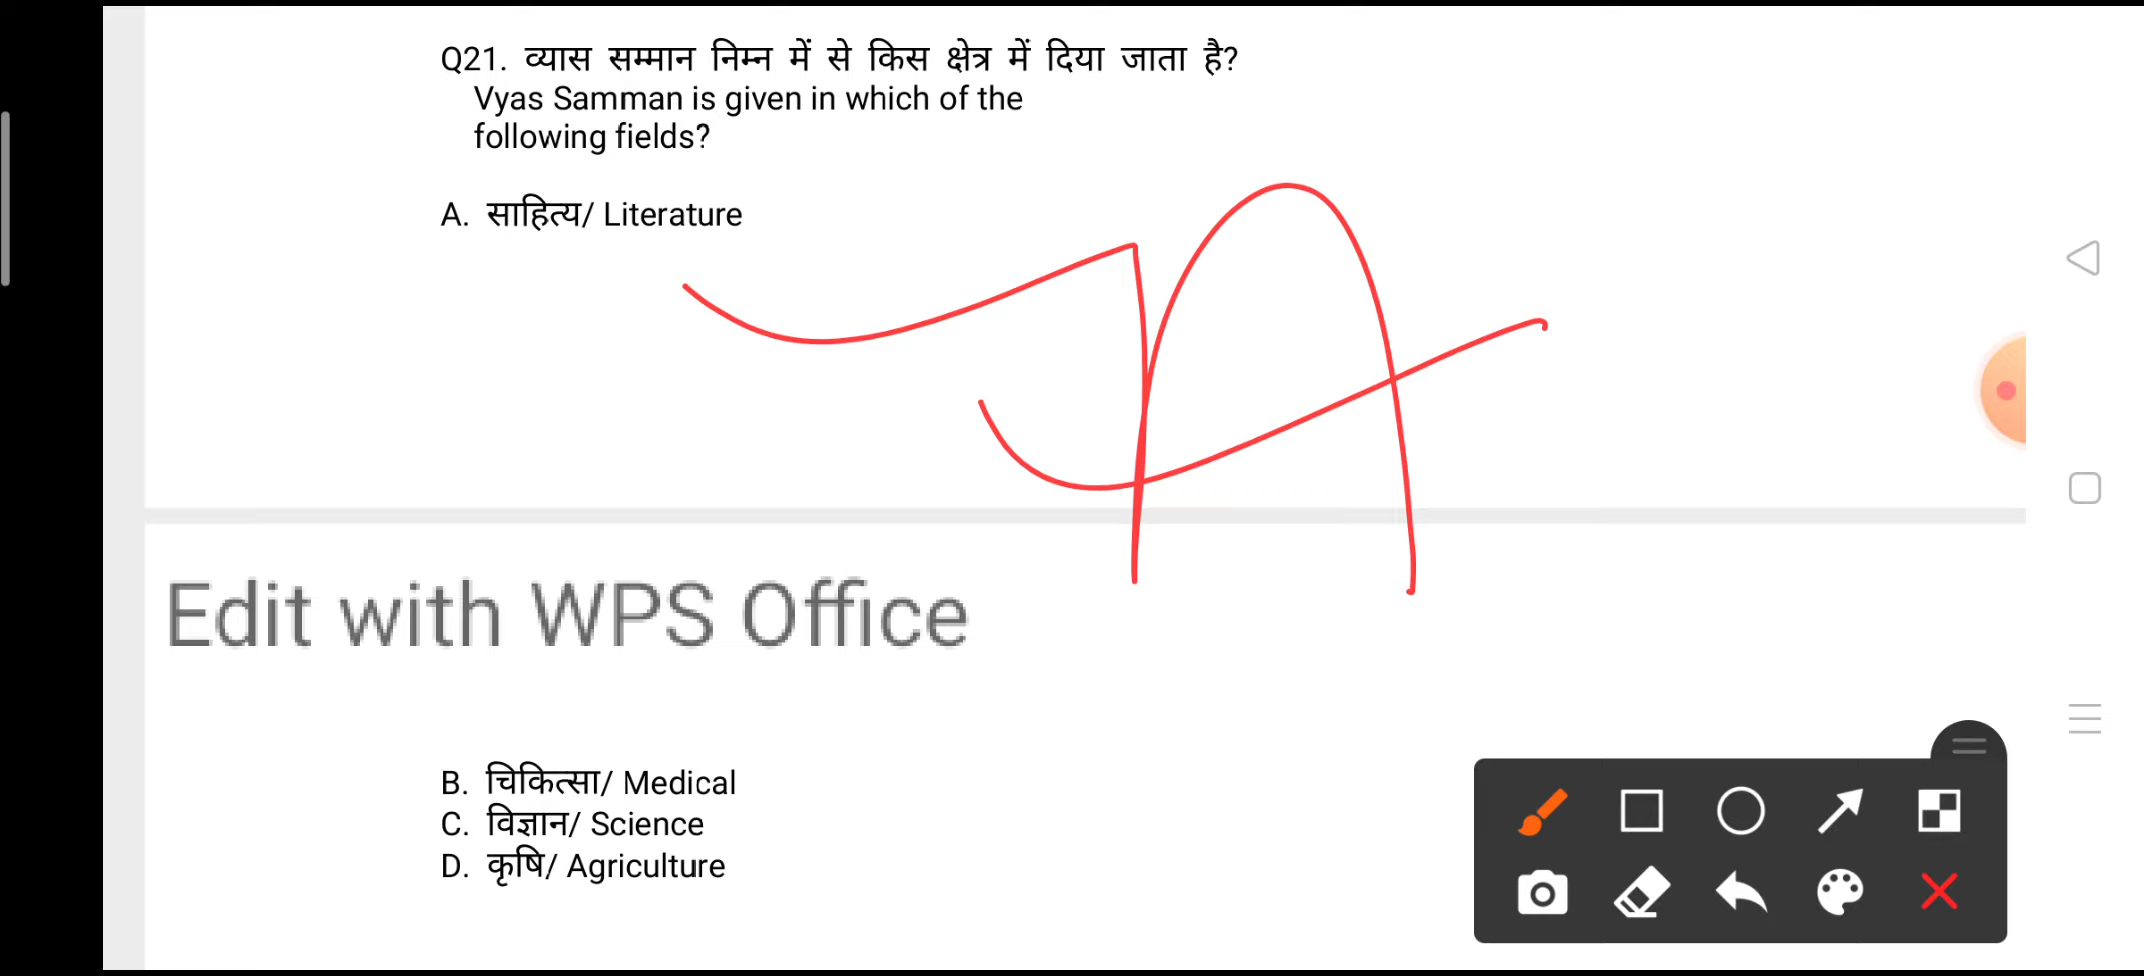 Q21. व्यास सम्मान निम्न में से किस क्षेत्र में दिया जाता है?
Vyas Samman is given in which of the
following fields?
A. साहित्य/ Literature
A
Edit with WPS Office
B. चिकित्सा/ Medical
C. विज्ञान/ Science
D. कृषि/ Agriculture